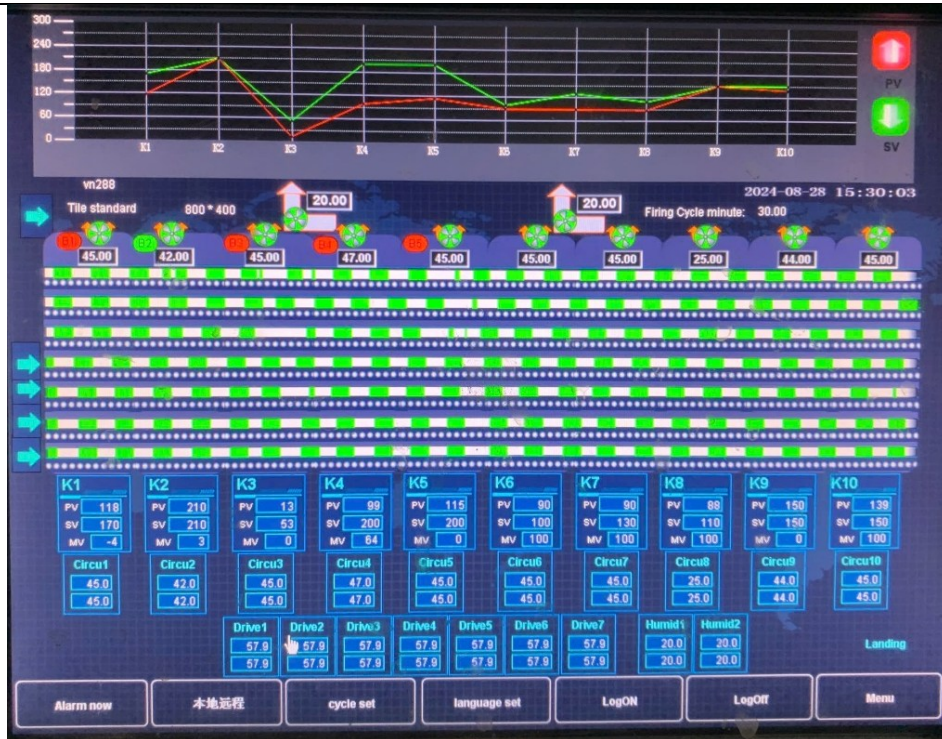 300
240
180
120
60
0
K1 K2 K3 K4 K5 K6 K7 K8 K9 K10
PV
SV
vn288
2024-08-28 15:30:03
Tile standard 800*400 20.00 20.00 Firing Cycle minute: 30.00
B1 B2 B3 B4 B5
45.00 42.00 45.00 47.00 45.00 45.00 45.00 25.00 44.00 45.00
K1 K2 K3 K4 K5 K6 K7 K8 K9 K10
PV 118 PV 210 PV 13 PV 99 PV 115 PV 90 PV 90 PV 88 PV 150 PV 139
SV 170 SV 210 SV 53 SV 200 SV 200 SV 100 SV 130 SV 110 SV 150 SV 150
MV -4 MV 3 MV 0 MV 64 MV 0 MV 100 MV 100 MV 100 MV 0 MV 100
Circu1 Circu2 Circu3 Circu4 Circu5 Circu6 Circu7 Circu8 Circu9 Circu10
45.0 42.0 45.0 47.0 45.0 45.0 45.0 25.0 44.0 45.0
45.0 42.0 45.0 47.0 45.0 45.0 45.0 25.0 44.0 45.0
Drive1 Drive2 Drive3 Drive4 Drive5 Drive6 Drive7 Humid1 Humid2
57.9 57.9 57.9 57.9 57.9 57.9 57.9 20.0 20.0
57.9 57.9 57.9 57.9 57.9 57.9 57.9 20.0 20.0
Landing
Alarm now 本地远程 cycle set language set LogON LogOff Menu